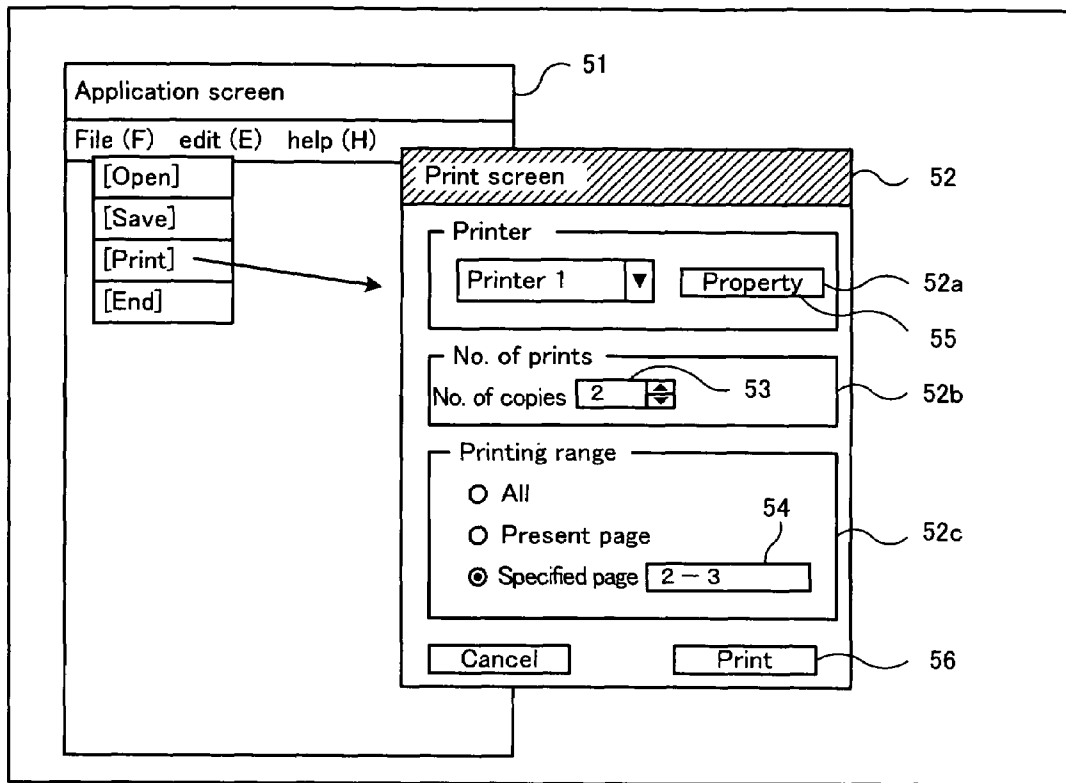 51
Application screen
File (F) edit (E) help (H)
[Open]
[Save]
[Print]
[End]
Print screen
52
Printer
Printer 1 ▼ Property
52a
55
No. of prints
No. of copies 2
53
52b
Printing range
All
Present page
Specified page 2 - 3
54
52c
Cancel Print
56